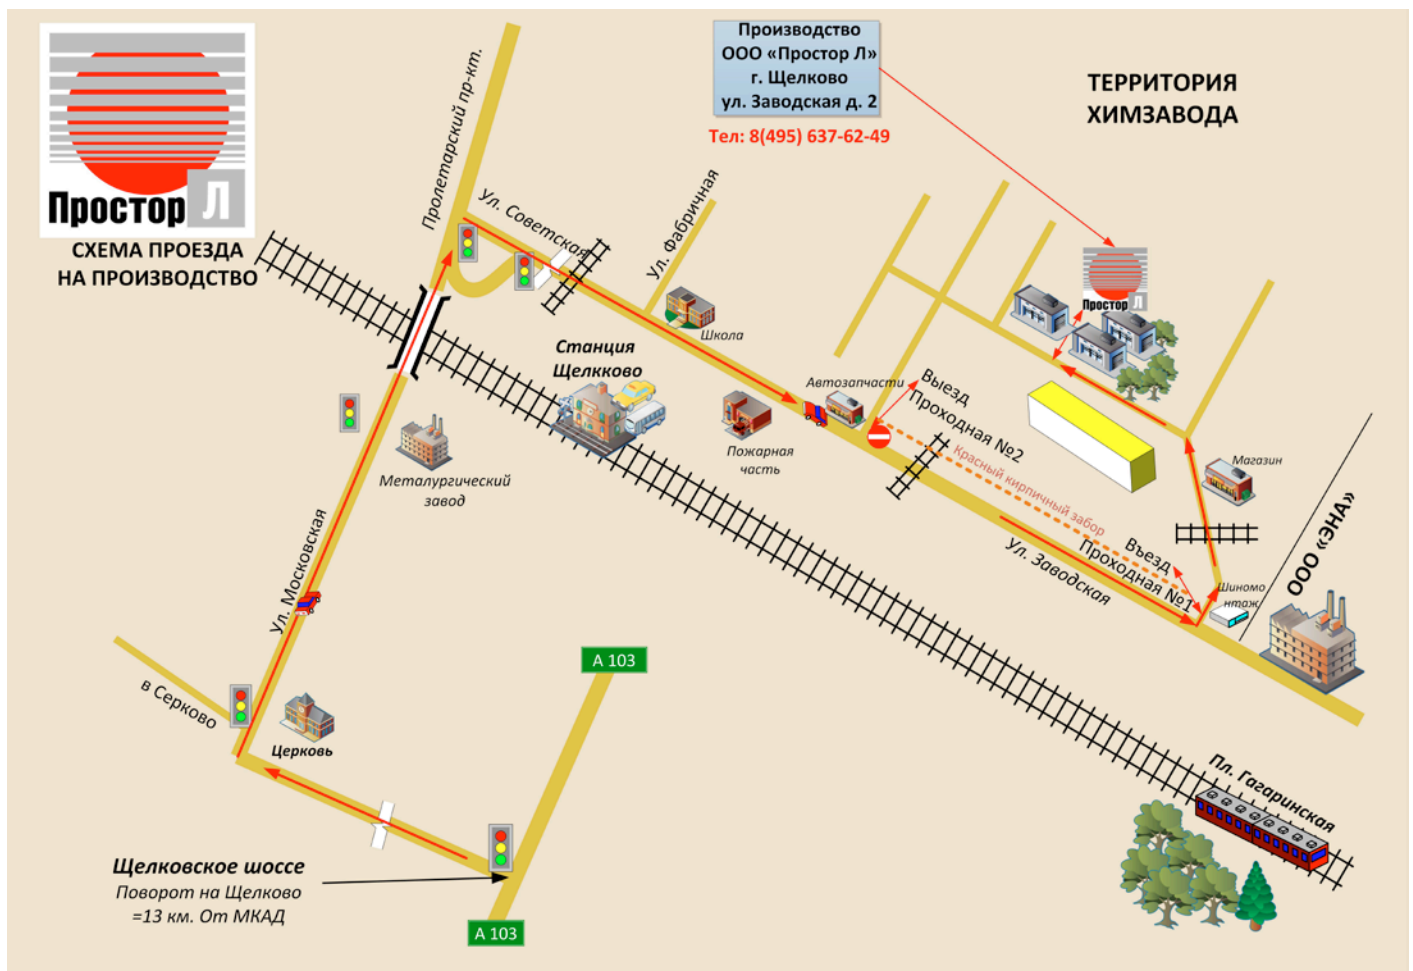 Простор Л
СХЕМА ПРОЕЗДА
НА ПРОИЗВОДСТВО
Производство
ООО «Простор Л»
г. Щелково
ул. Заводская д. 2
Тел: 8(495) 637-62-49
ТЕРРИТОРИЯ
ХИМЗАВОДА
Пролетарский пр-кт.
Ул. Советская
Ул. Фабричная
Простор Л
Школа
Станция
Щелкково
Автозапчасти
Выезд
Проходная №2
Пожарная
часть
Металургический
завод
Красный кирпичный забор
Магазин
Въезд
Проходная №1
Ул. Заводская
Шиномо
нтаж
ООО «ЭНА»
Ул. Московская
А 103
в Серково
Церковь
Пл. Гагаринская
Щелковское шоссе
Поворот на Щелково
=13 км. От МКАД
А 103